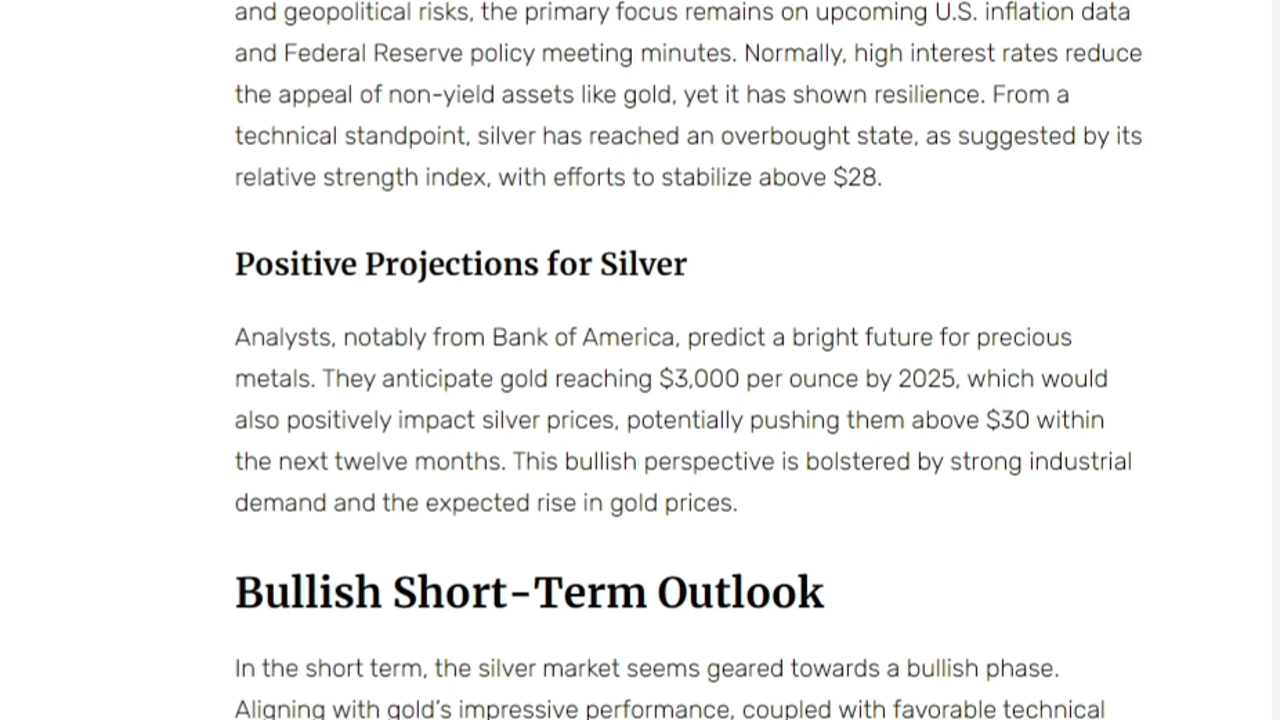 and geopolitical risks, the primary focus remains on upcoming U.S. inflation data
and Federal Reserve policy meeting minutes. Normally, high interest rates reduce
the appeal of non-yield assets like gold, yet it has shown resilience. From a
technical standpoint, silver has reached an overbought state, as suggested by its
relative strength index, with efforts to stabilize above $28.
Positive Projections for Silver
Analysts, notably from Bank of America, predict a bright future for precious
metals. They anticipate gold reaching $3,000 per ounce by 2025, which would
also positively impact silver prices, potentially pushing them above $30 within
the next twelve months. This bullish perspective is bolstered by strong industrial
demand and the expected rise in gold prices.
Bullish Short-Term Outlook
In the short term, the silver market seems geared towards a bullish phase.
Aligning with gold's impressive performance, coupled with favorable technical